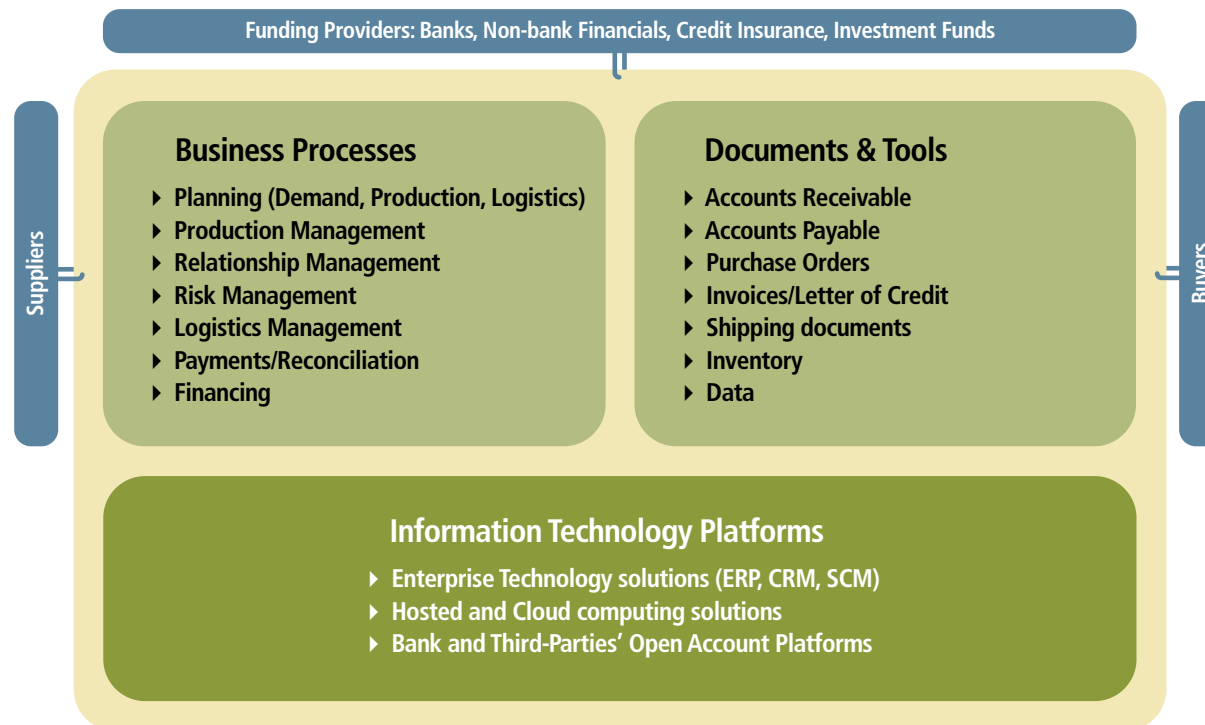 Funding Providers: Banks, Non-bank Financials, Credit Insurance, Investment Funds
Suppliers
Business Processes
Planning (Demand, Production, Logistics)
Production Management
Relationship Management
Risk Management
Logistics Management
Payments/Reconciliation
Financing
Documents & Tools
Accounts Receivable
Accounts Payable
Purchase Orders
Invoices/Letter of Credit
Shipping documents
Inventory
Data
Buyers
Information Technology Platforms
Enterprise Technology solutions (ERP, CRM, SCM)
Hosted and Cloud computing solutions
Bank and Third-Parties’ Open Account Platforms